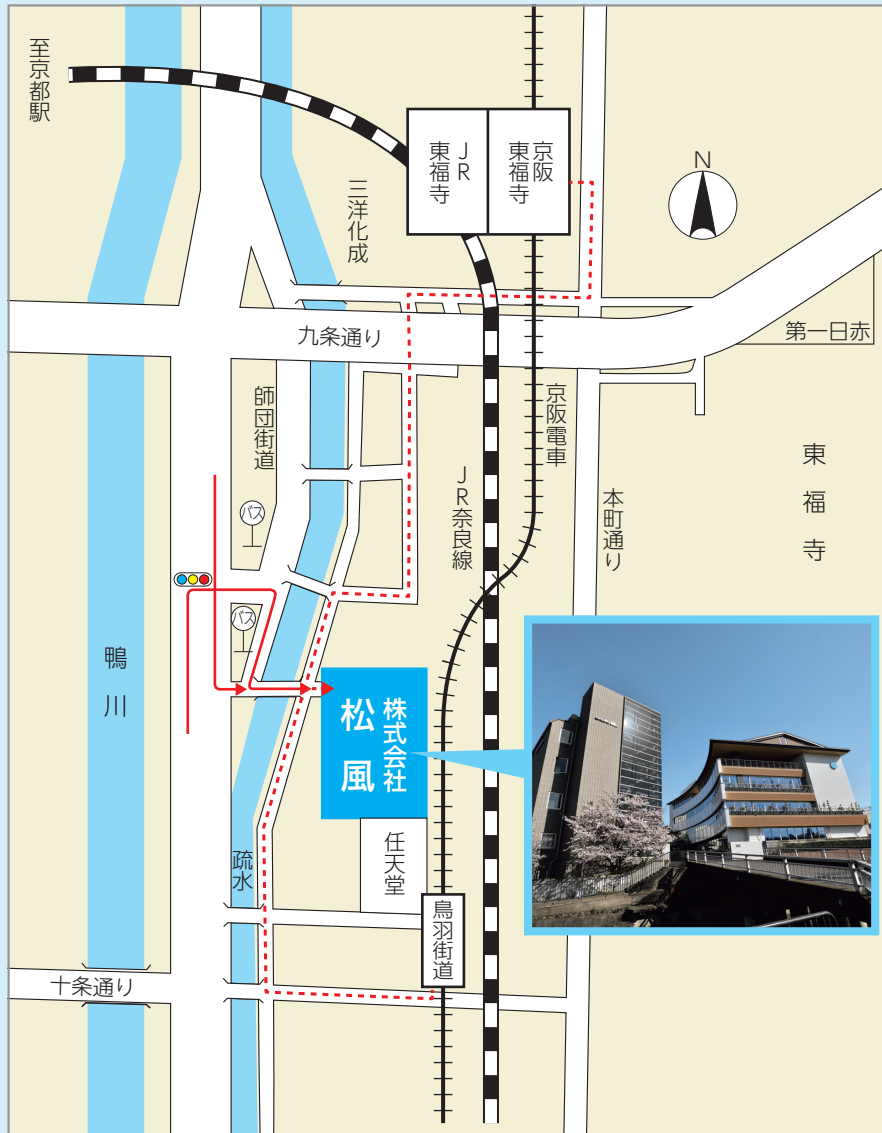 至京都駅
JR
東福寺
京阪
東福寺
N
三洋化成
九条通り
第一日赤
師団街道
京阪電車
東福寺
JR奈良線
本町通り
バス
バス
鴨川
株式会社
松風
任天堂
疏水
鳥羽街道
十条通り